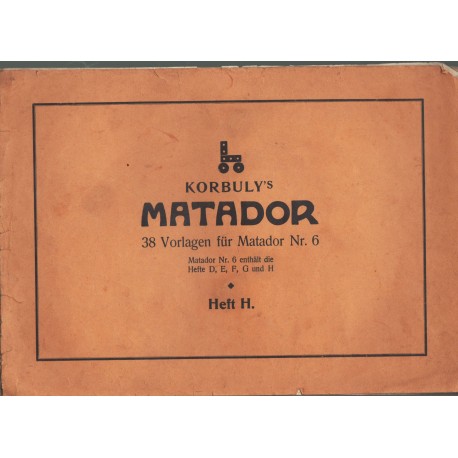 KORBULY'S
MATADOR
38 Vorlagen für Matador Nr. 6
Matador Nr. 6 enthält die
Hefte D, E, F, G und H
Heft H.